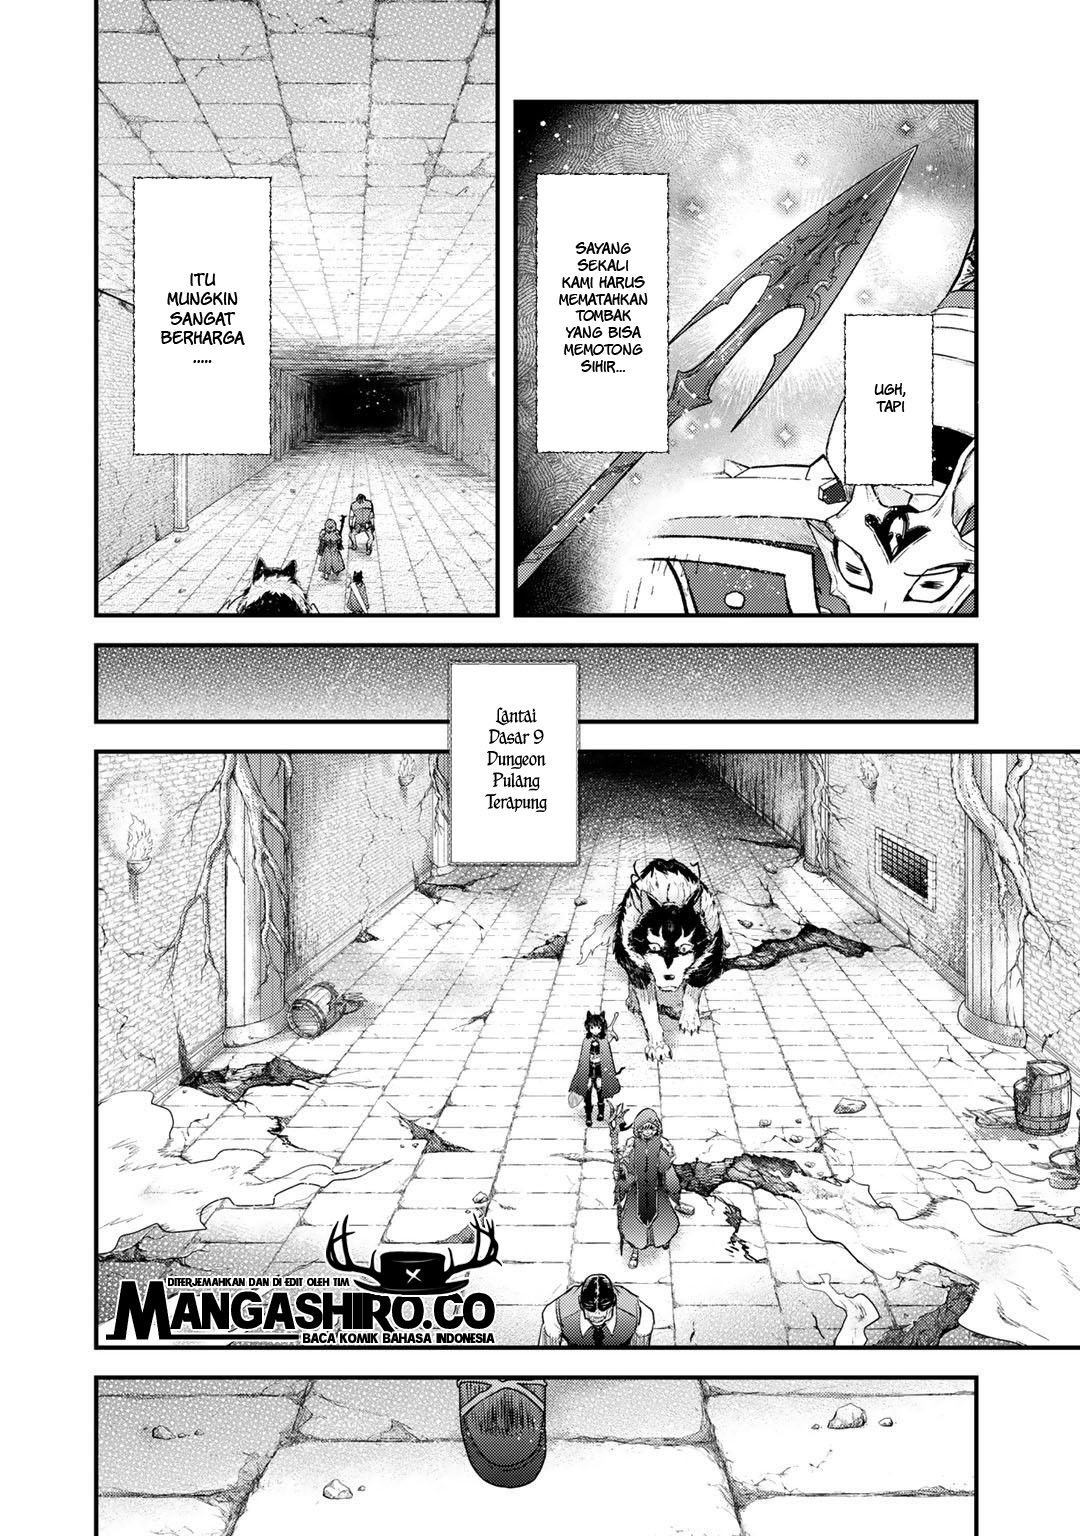 UGH,
TAPI
SAYANG
SEKALI
KAMI HARUS
MEMATAHKAN
TOMBAK
YANG BISA
MEMOTONG
SIHIR...
ITU
MUNGKIN
SANGAT
BERHARGA
.....
Lantai
Dasar 9
Dungeon
Pulang
Terapung
DITERJEMAHKAN DAN DI EDIT OLEH TIM
MANGASHIRO.CO
BACA KOMIK BAHASA INDONESIA